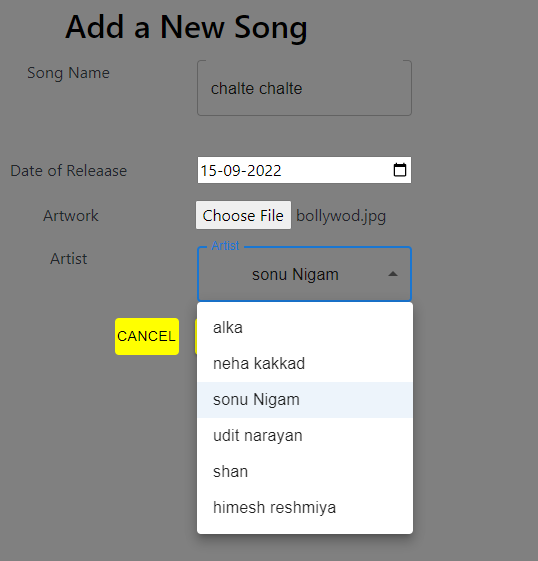 Add a New Song
Song Name
chalte chalte
Date of Releaase
15-09-2022
Artwork
Choose File bollywod.jpg
Artist
Artist
sonu Nigam
CANCEL
alka
neha kakkad
sonu Nigam
udit narayan
shan
himesh reshmiya